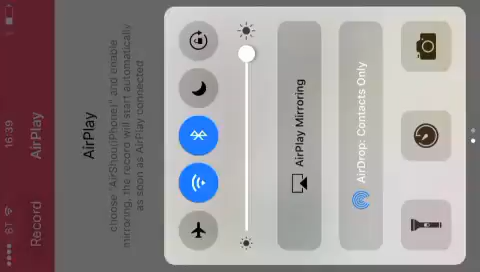 BT 16:39
Record AirPlay
AirPlay
choose "AirShou(iPhone)" and enable
mirroring, the record will start automatically
as soon as AirPlay connected
AirPlay Mirroring
AirDrop: Contacts Only